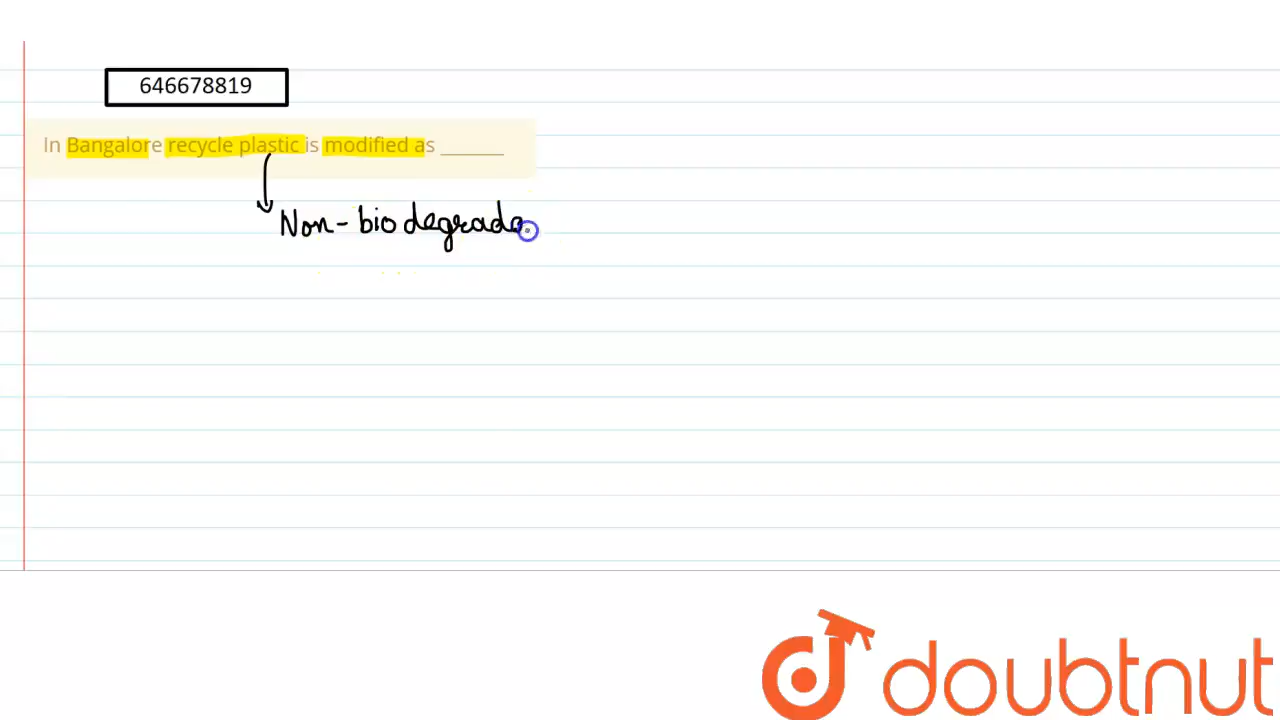 646678819
In Bangalore recycle plastic is modified as ______
Non-biodegrada
doubtnut